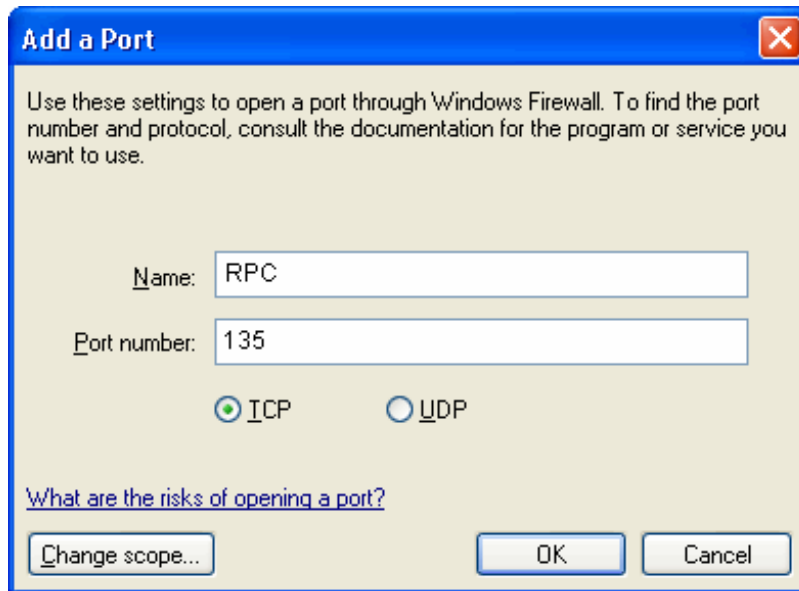 Add a Port
Use these settings to open a port through Windows Firewall. To find the port
number and protocol, consult the documentation for the program or service you
want to use.
Name: RPC
Port number: 135
TCP UDP
What are the risks of opening a port?
Change scope... OK Cancel